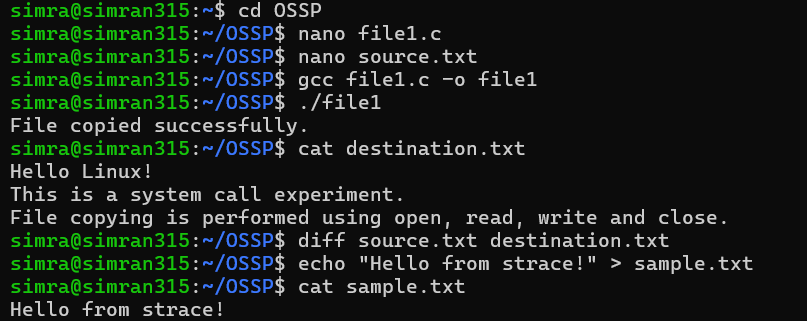 simra@simran315:~$ cd OSSP
simra@simran315:~/OSSP$ nano file1.c
simra@simran315:~/OSSP$ nano source.txt
simra@simran315:~/OSSP$ gcc file1.c -o file1
simra@simran315:~/OSSP$ ./file1
File copied successfully.
simra@simran315:~/OSSP$ cat destination.txt
Hello Linux!
This is a system call experiment.
File copying is performed using open, read, write and close.
simra@simran315:~/OSSP$ diff source.txt destination.txt
simra@simran315:~/OSSP$ echo "Hello from strace!" > sample.txt
simra@simran315:~/OSSP$ cat sample.txt
Hello from strace!